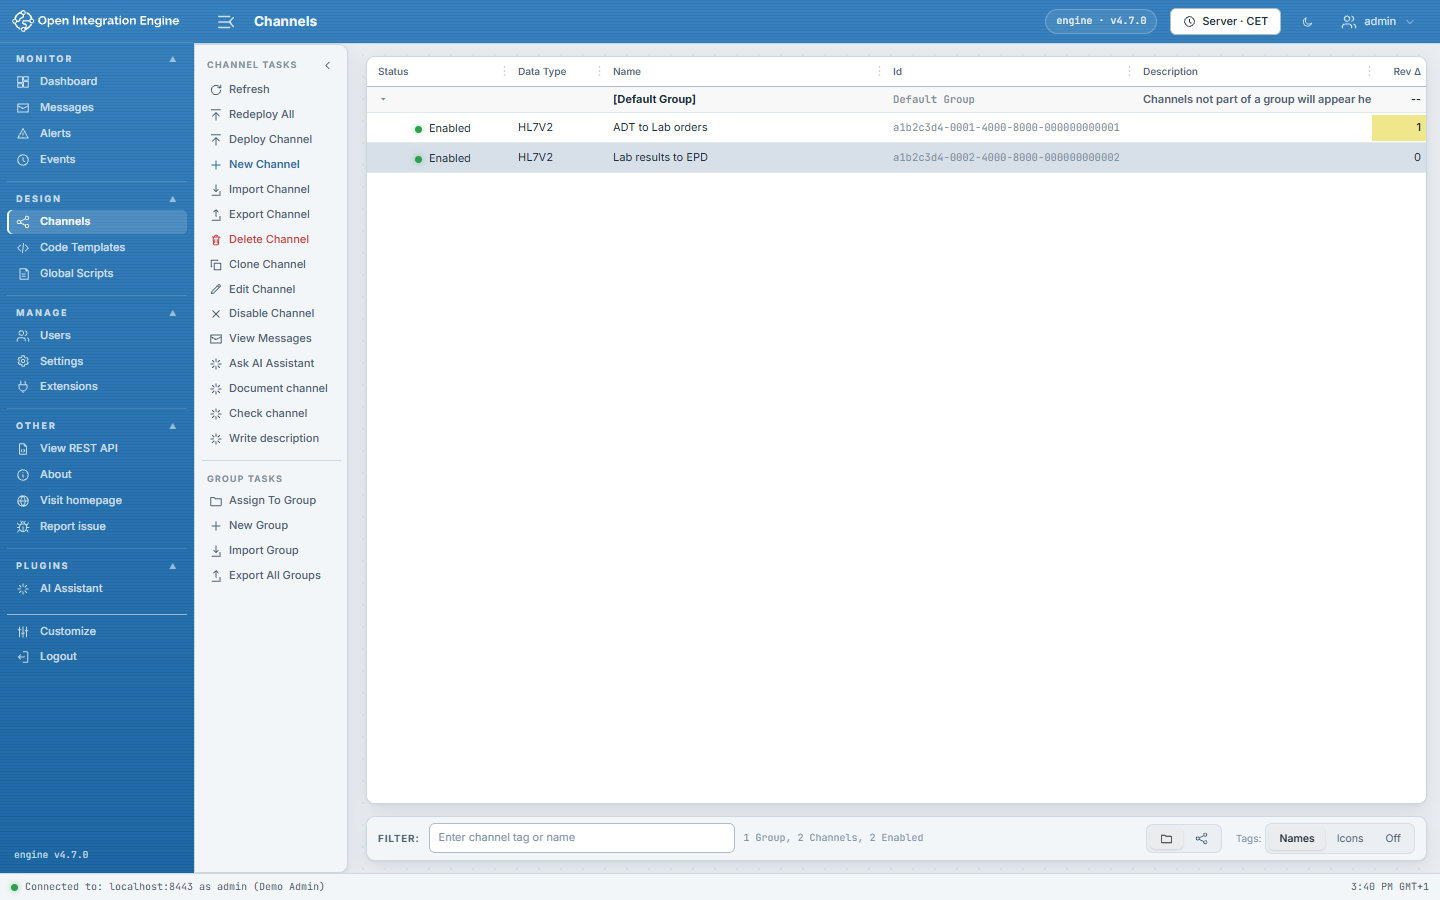 Open Integration Engine
Channels
engine · v4.7.0
Server · CET
admin
MONITOR
Dashboard
Messages
Alerts
Events
DESIGN
Channels
Code Templates
Global Scripts
MANAGE
Users
Settings
Extensions
OTHER
View REST API
About
Visit homepage
Report issue
PLUGINS
AI Assistant
Customize
Logout
engine v4.7.0
CHANNEL TASKS
Refresh
Redeploy All
Deploy Channel
New Channel
Import Channel
Export Channel
Delete Channel
Clone Channel
Edit Channel
Disable Channel
View Messages
Ask AI Assistant
Document channel
Check channel
Write description
GROUP TASKS
Assign To Group
New Group
Import Group
Export All Groups
Status Data Type Name Id Description Rev Δ
[Default Group] Default Group Channels not part of a group will appear he --
Enabled HL7V2 ADT to Lab orders a1b2c3d4-0001-4000-8000-000000000001 1
Enabled HL7V2 Lab results to EPD a1b2c3d4-0002-4000-8000-000000000002 0
FILTER: Enter channel tag or name 1 Group, 2 Channels, 2 Enabled Tags: Names Icons Off
Connected to: localhost:8443 as admin (Demo Admin) 3:40 PM GMT+1